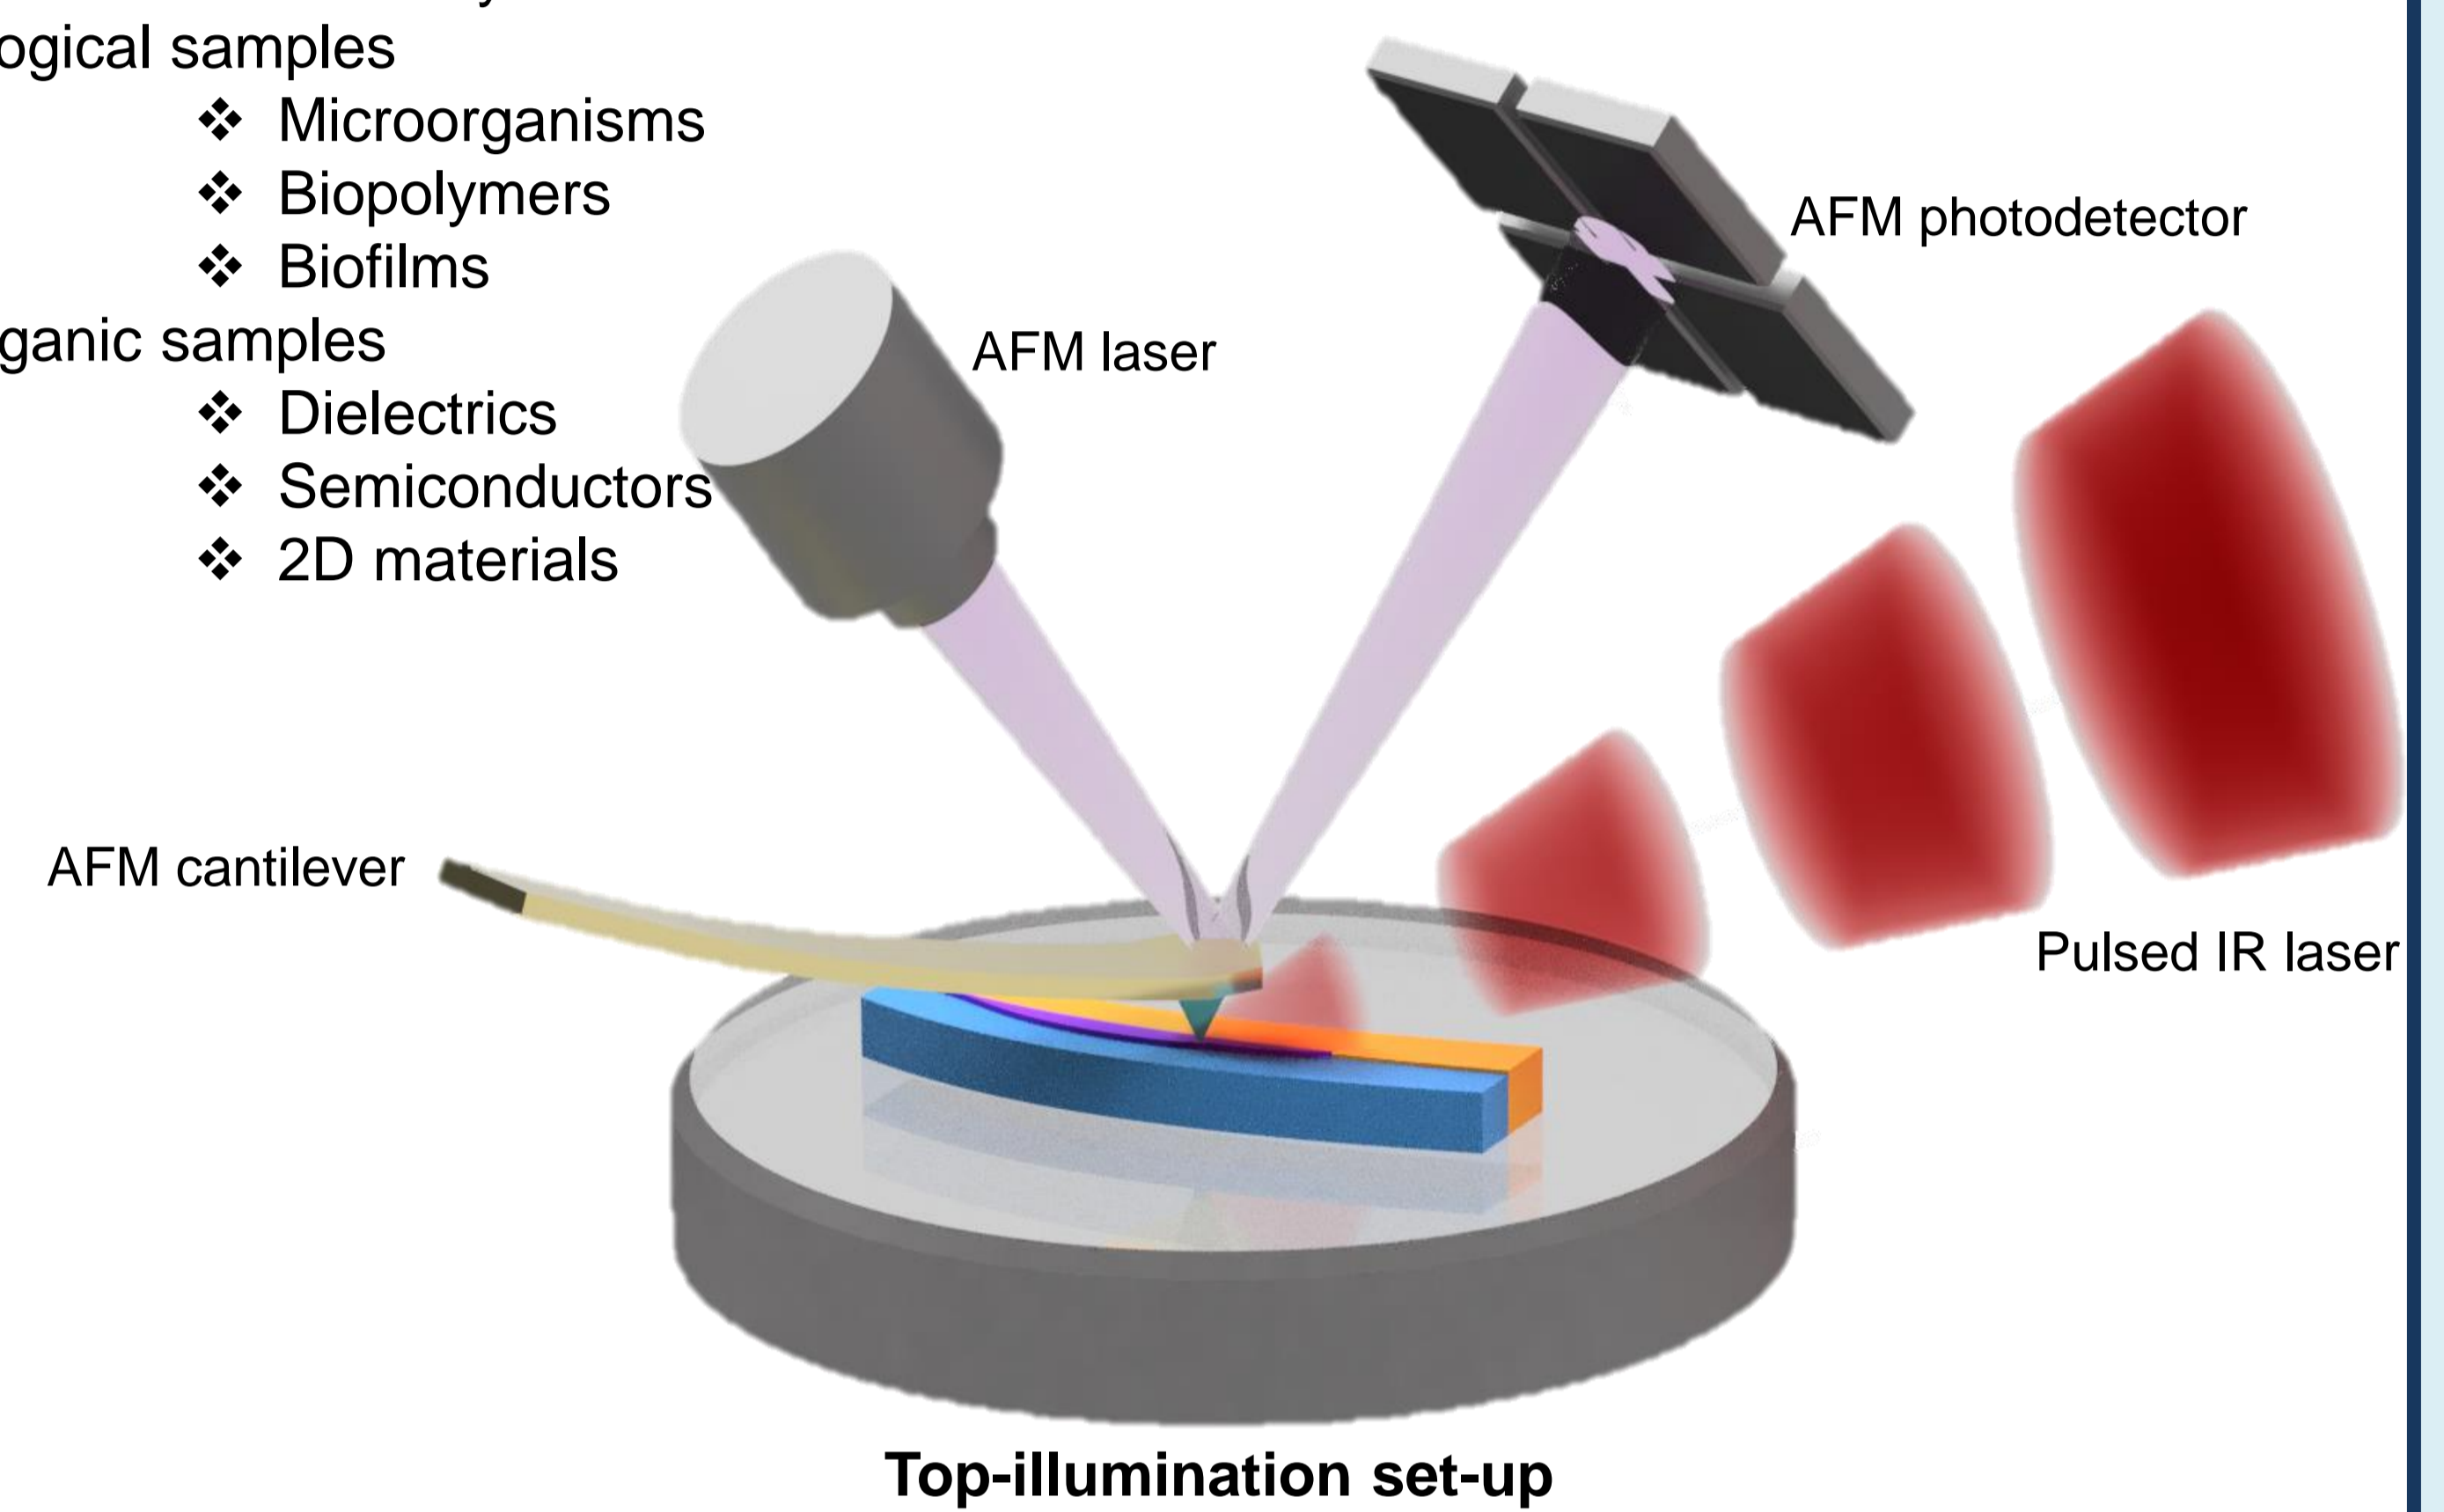 ogical samples
❖ Microorganisms
❖ Biopolymers
❖ Biofilms
ganic samples
❖ Dielectrics
❖ Semiconductors
❖ 2D materials
AFM photodetector
AFM laser
AFM cantilever
Pulsed IR laser
Top-illumination set-up